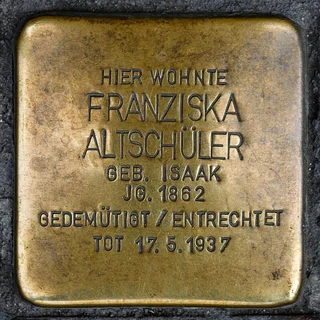 HIER WOHNTE
FRANZISKA
ALTSCHÜLER
GEB. ISAAK
JG. 1862
GEDEMÜTIGT / ENTRECHTET
TOT 17.5.1937